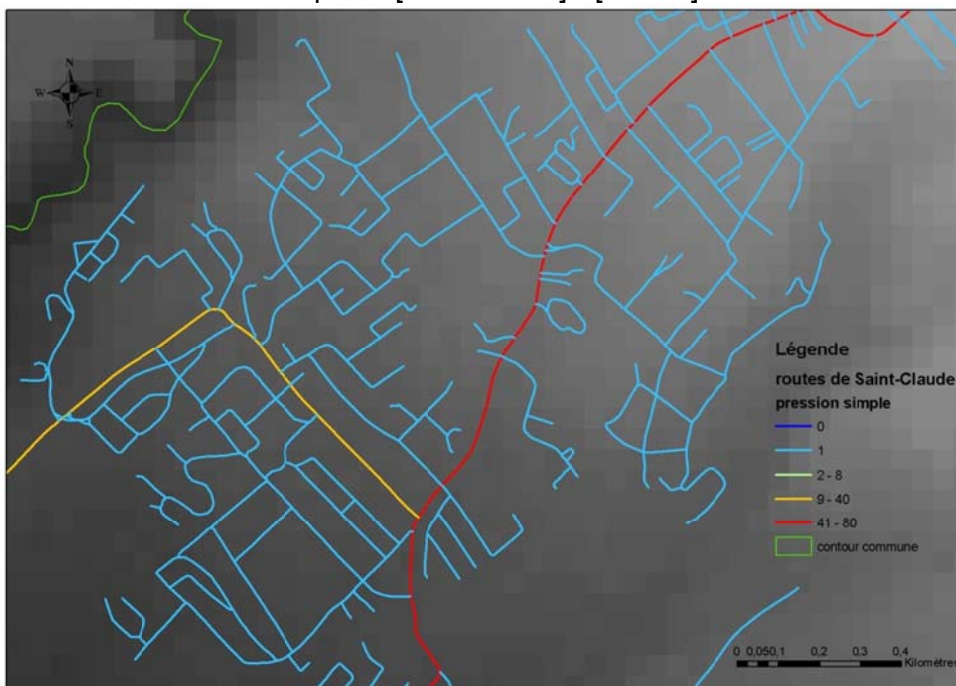 N
W E
S
Légende
routes de Saint-Claude
pression simple
0
1
2 - 8
9 - 40
41 - 80
contour commune
0 0,050,1 0,2 0,3 0,4
Kilomètres